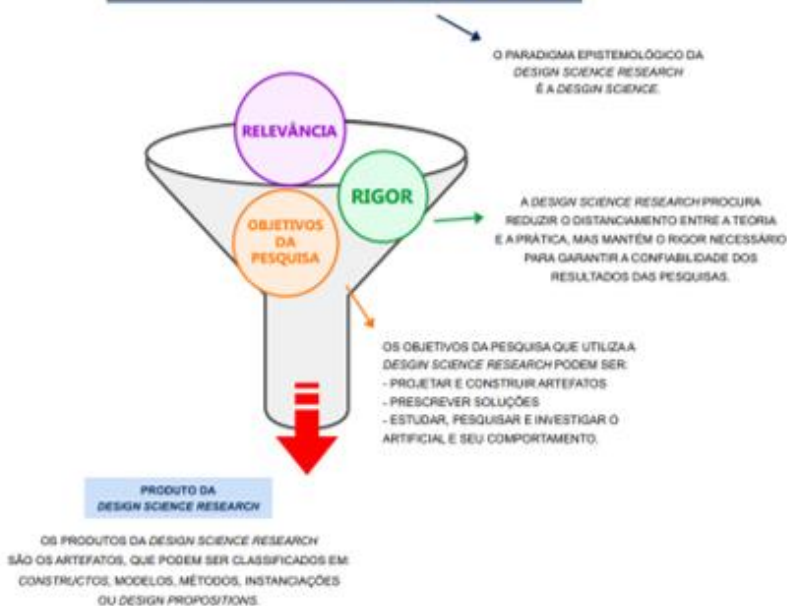 O PARADIGMA EPISTEMOLÓGICO DA
DESIGN SCIENCE RESEARCH
É A DESGIN SCIENCE.
RELEVÂNCIA
RIGOR
OBJETIVOS
DA
PESQUISA
A DESIGN SCIENCE RESEARCH PROCURA
REDUZIR O DISTANCIAMENTO ENTRE A TEORIA
E A PRÁTICA, MAS MANTÉM O RIGOR NECESSÁRIO
PARA GARANTIR A CONFIABILIDADE DOS
RESULTADOS DAS PESQUISAS.
OS OBJETIVOS DA PESQUISA QUE UTILIZA A
DESGIN SCIENCE RESEARCH PODEM SER:
- PROJETAR E CONSTRUIR ARTEFATOS
- PRESCREVER SOLUÇÕES
- ESTUDAR, PESQUISAR E INVESTIGAR O
ARTIFICIAL E SEU COMPORTAMENTO.
PRODUTO DA
DESIGN SCIENCE RESEARCH
OS PRODUTOS DA DESIGN SCIENCE RESEARCH
SÃO OS ARTEFATOS, QUE PODEM SER CLASSIFICADOS EM:
CONSTRUCTOS, MODELOS, MÉTODOS, INSTANCIAÇÕES
OU DESIGN PROPOSITIONS.